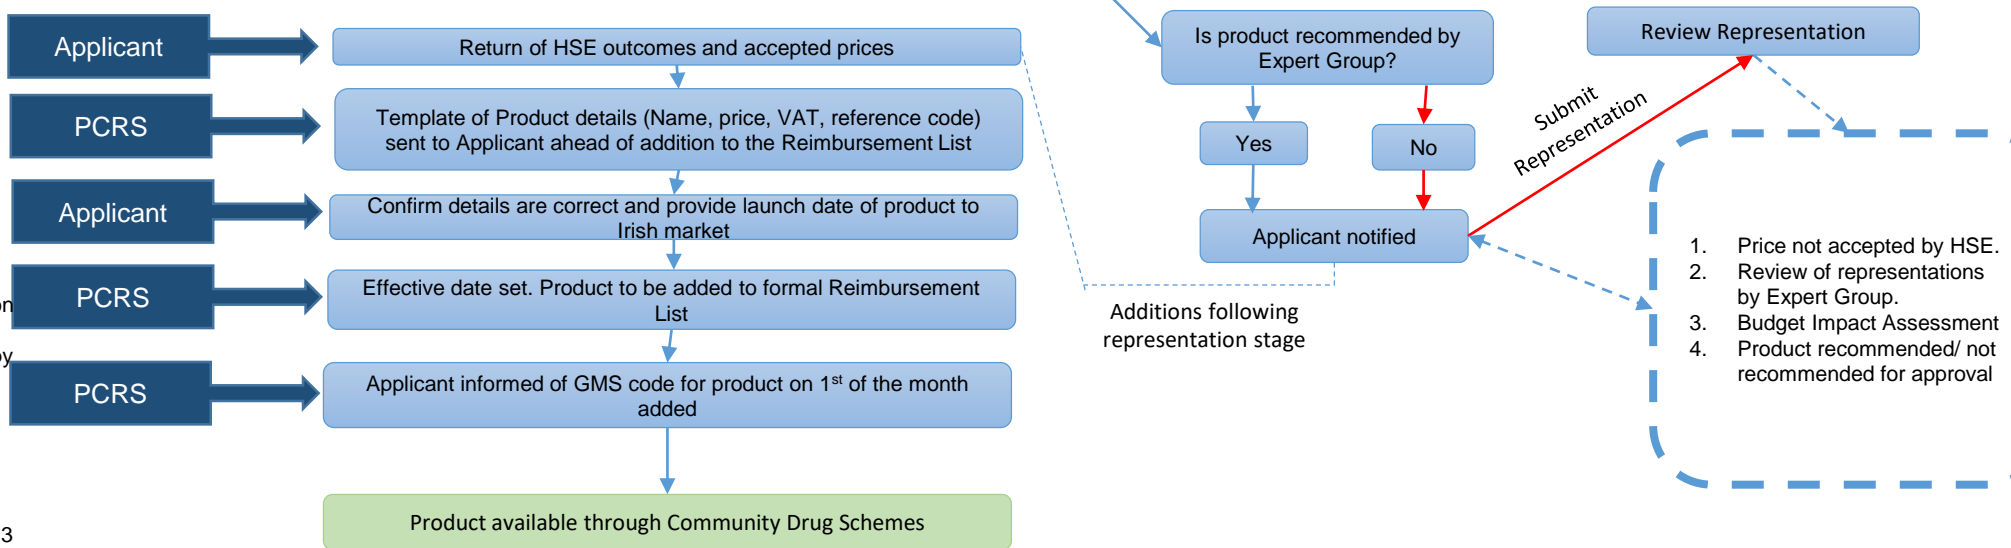 Applicant
Return of HSE outcomes and accepted prices
PCRS
Template of Product details (Name, price, VAT, reference code)
sent to Applicant ahead of addition to the Reimbursement List
Applicant
Confirm details are correct and provide launch date of product to
Irish market
on
PCRS
Effective date set. Product to be added to formal Reimbursement
List
by
PCRS
Applicant informed of GMS code for product on 1st of the month
added
Product available through Community Drug Schemes
3
Is product recommended by
Expert Group?
Yes
No
Applicant notified
Additions following
representation stage
Submit
Representation
Review Representation
1. Price not accepted by HSE.
2. Review of representations
by Expert Group.
3. Budget Impact Assessment
4. Product recommended/ not
recommended for approval